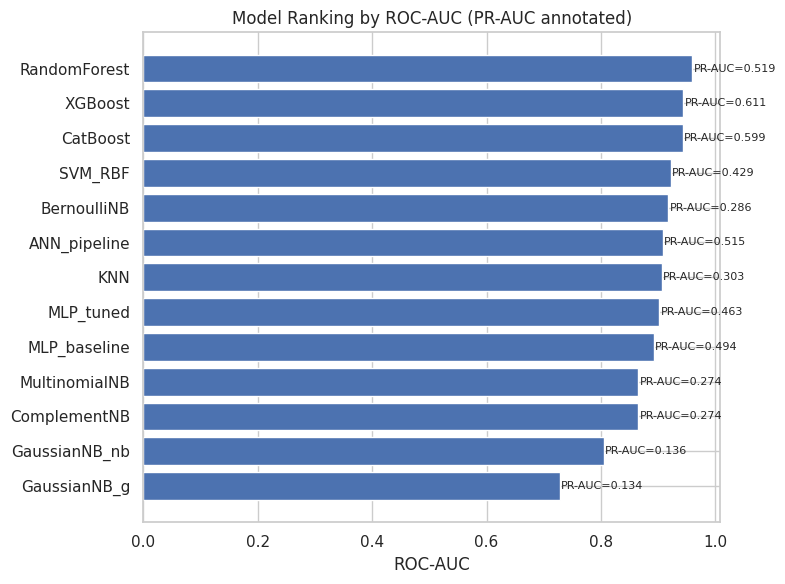 Model Ranking by ROC-AUC (PR-AUC annotated)
RandomForest PR-AUC=0.519
XGBoost PR-AUC=0.611
CatBoost PR-AUC=0.599
SVM_RBF PR-AUC=0.429
BernoulliNB PR-AUC=0.286
ANN_pipeline PR-AUC=0.515
KNN PR-AUC=0.303
MLP_tuned PR-AUC=0.463
MLP_baseline PR-AUC=0.494
MultinomialNB PR-AUC=0.274
ComplementNB PR-AUC=0.274
GaussianNB_nb PR-AUC=0.136
GaussianNB_g PR-AUC=0.134
0.0 0.2 0.4 0.6 0.8 1.0
ROC-AUC